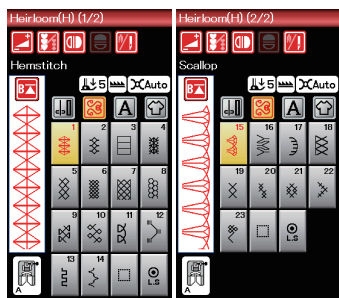 Heirloom(H) (1/2)
Hemstitch
B
5
Auto
A
1
2
3
4
5
6
7
8
9
10
11
12
13
14
L.S
A
Heirloom(H) (2/2)
Scallop
B
5
Auto
A
15
16
17
18
19
20
21
22
23
L.S
A